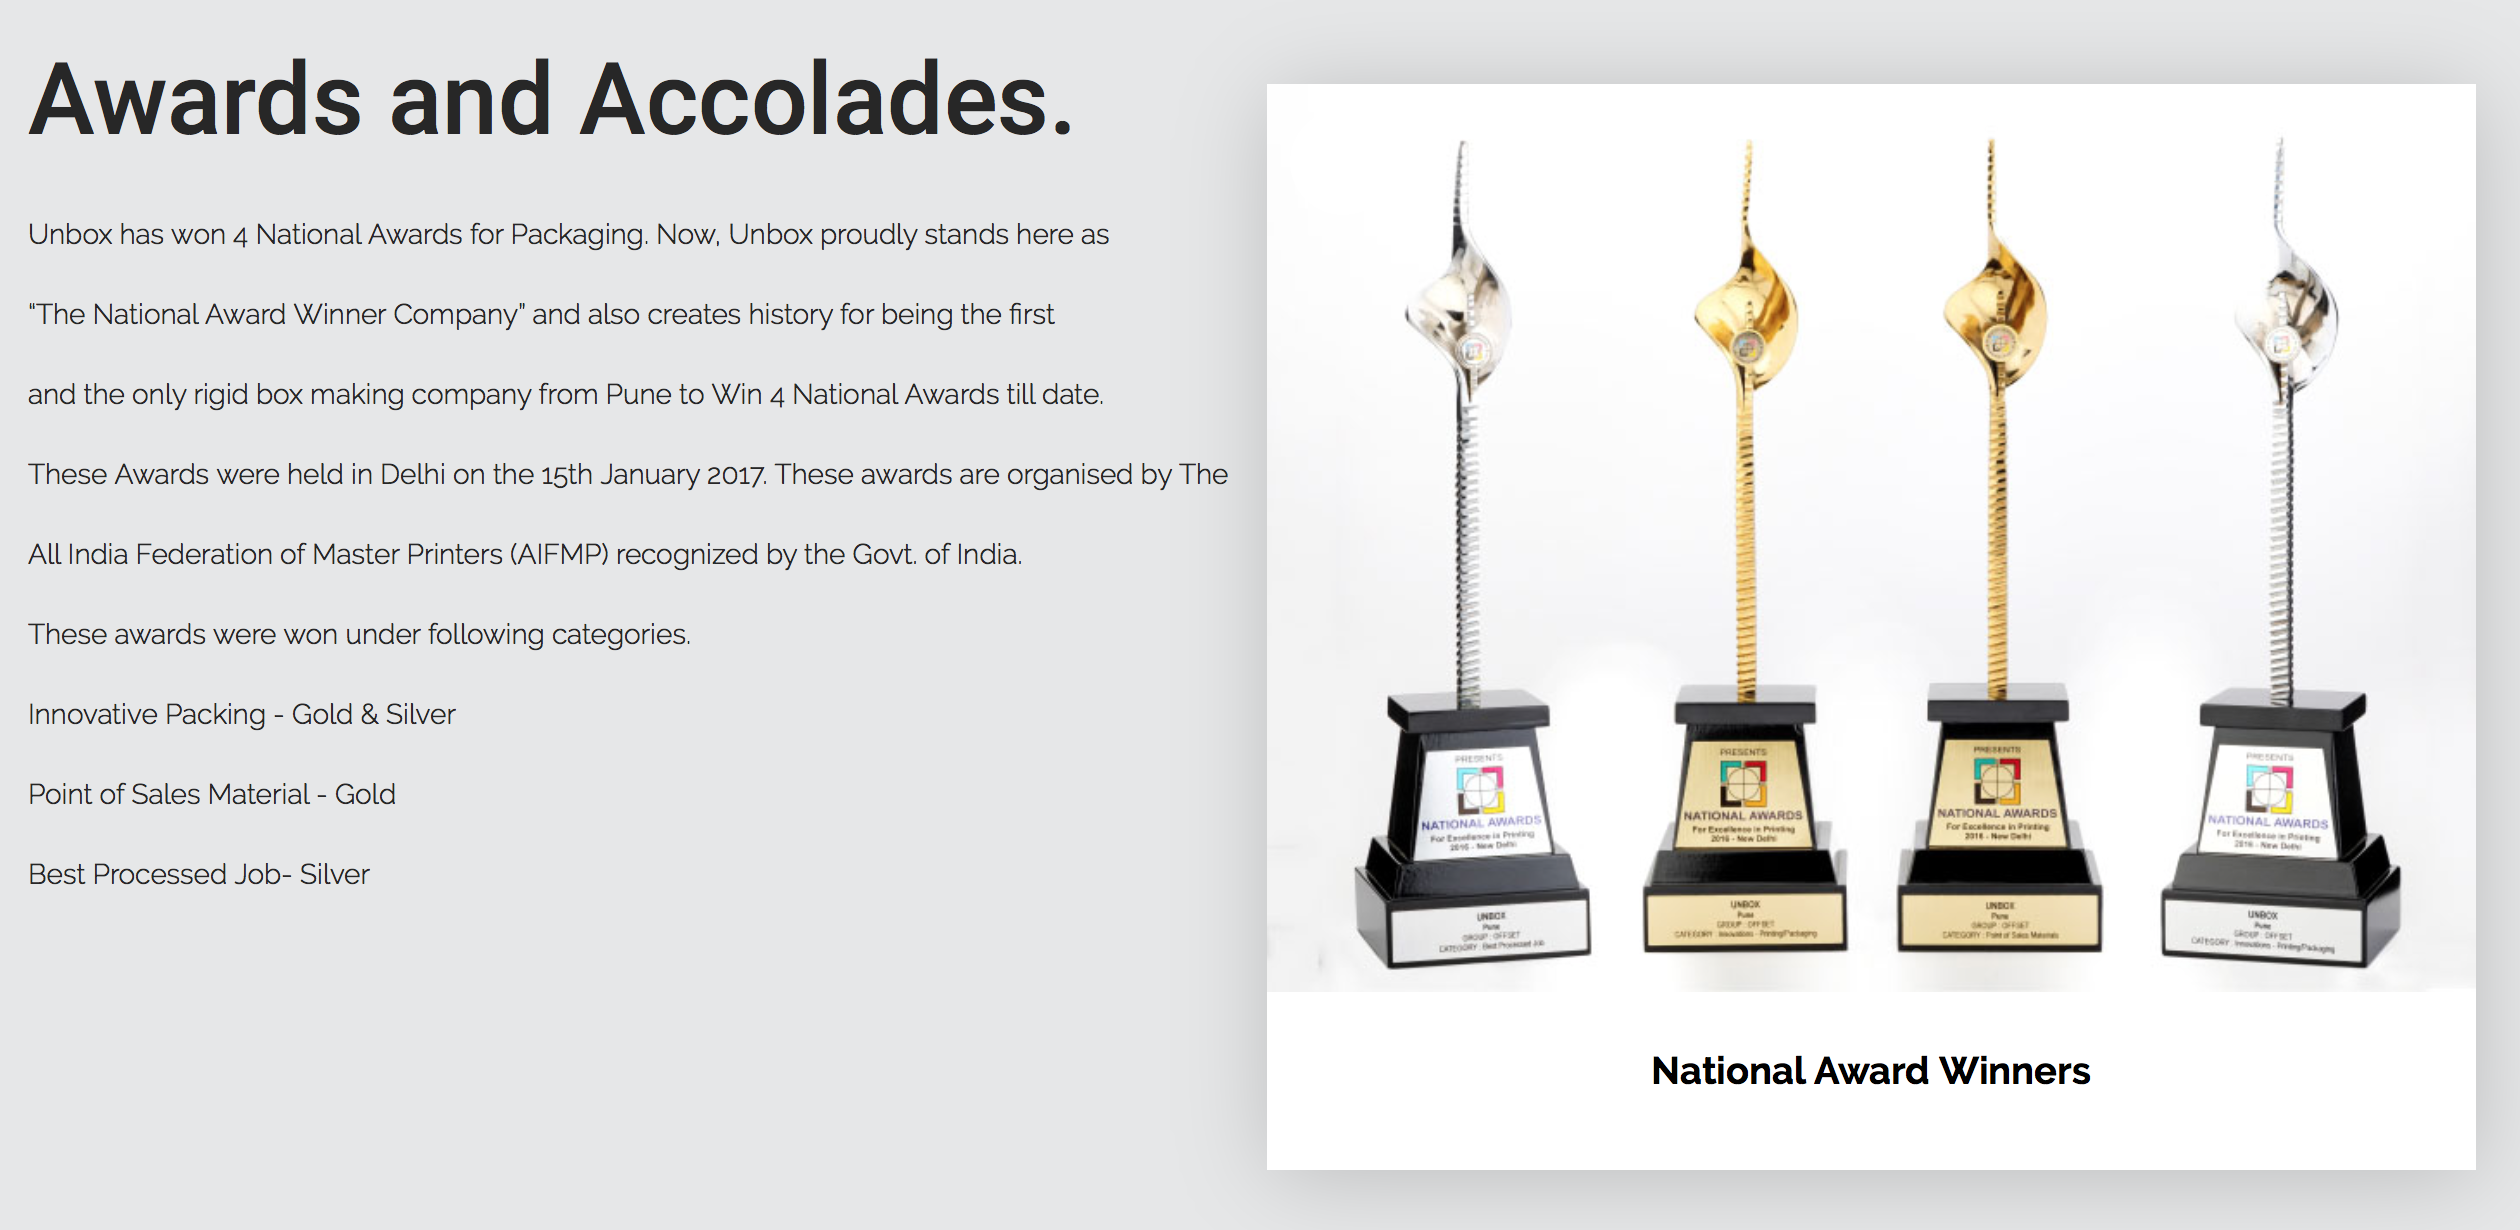 Awards and Accolades.
Unbox has won 4 National Awards for Packaging. Now, Unbox proudly stands here as
“The National Award Winner Company” and also creates history for being the first
and the only rigid box making company from Pune to Win 4 National Awards till date.
These Awards were held in Delhi on the 15th January 2017. These awards are organised by The
All India Federation of Master Printers (AIFMP) recognized by the Govt. of India.
These awards were won under following categories.
Innovative Packing - Gold & Silver
Point of Sales Material - Gold
Best Processed Job- Silver
PRESENTS
NATIONAL AWARDS
For Excellence in Printing
2016 - New Delhi
UNBOX
Pune
GROUP : OFFSET
CATEGORY : Best Processed Job
PRESENTS
NATIONAL AWARDS
For Excellence in Printing
2016 - New Delhi
UNBOX
Pune
GROUP : OFFSET
CATEGORY : Innovations - Printing/Packaging
PRESENTS
NATIONAL AWARDS
For Excellence in Printing
2016 - New Delhi
UNBOX
Pune
GROUP : OFFSET
CATEGORY : Point of Sales Materials
PRESENTS
NATIONAL AWARDS
For Excellence in Printing
2016 - New Delhi
UNBOX
Pune
GROUP : OFFSET
CATEGORY : Innovations - Printing/Packaging
National Award Winners